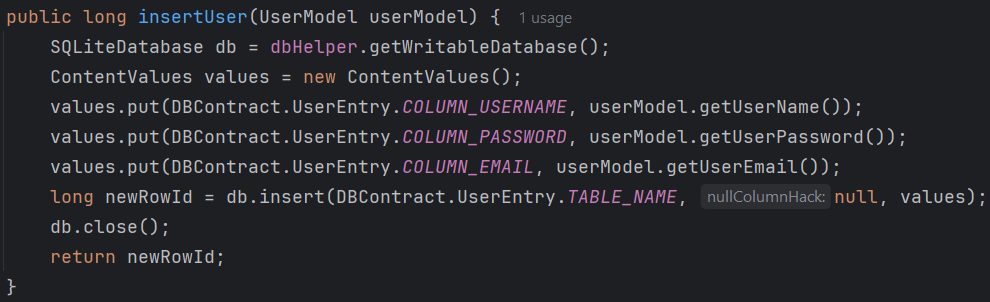 public long insertUser(UserModel userModel) { 1 usage
SQLiteDatabase db = dbHelper.getWritableDatabase();
ContentValues values = new ContentValues();
values.put(DBContract.UserEntry.COLUMN_USERNAME, userModel.getUserName());
values.put(DBContract.UserEntry.COLUMN_PASSWORD, userModel.getUserPassword());
values.put(DBContract.UserEntry.COLUMN_EMAIL, userModel.getUserEmail());
long newRowId = db.insert(DBContract.UserEntry.TABLE_NAME, nullColumnHack: null, values);
db.close();
return newRowId;
}